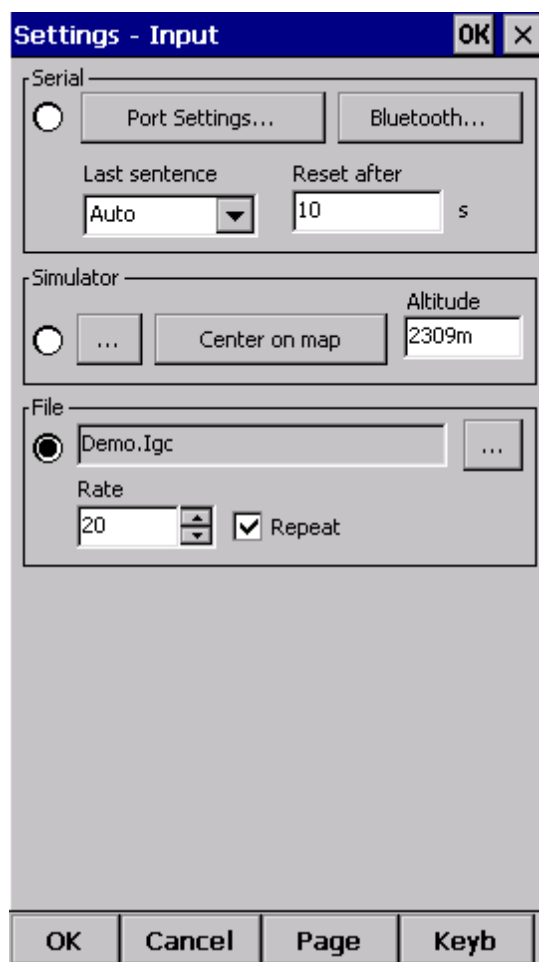 Settings - Input OK ×
Serial
Port Settings... Bluetooth...
Last sentence Reset after
Auto 10 s
Simulator
Altitude
... Center on map 2309m
File
Demo.Igc ...
Rate
20 Repeat
OK Cancel Page Keyb